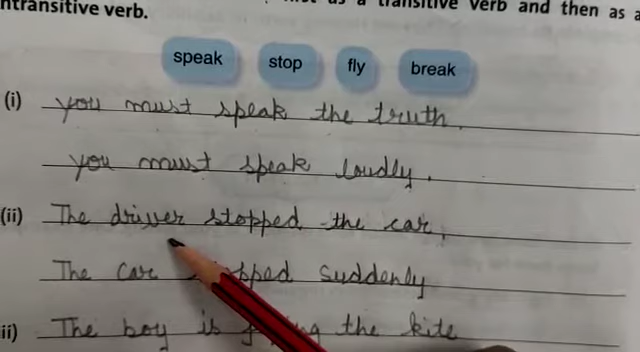 ntransitive verb.
as a transitive verb and then as a
speak stop fly break
(i) you must speak the truth.
you must speak loudly.
(ii) The driver stopped the car.
The car suddenly
ii) The boy is the kite